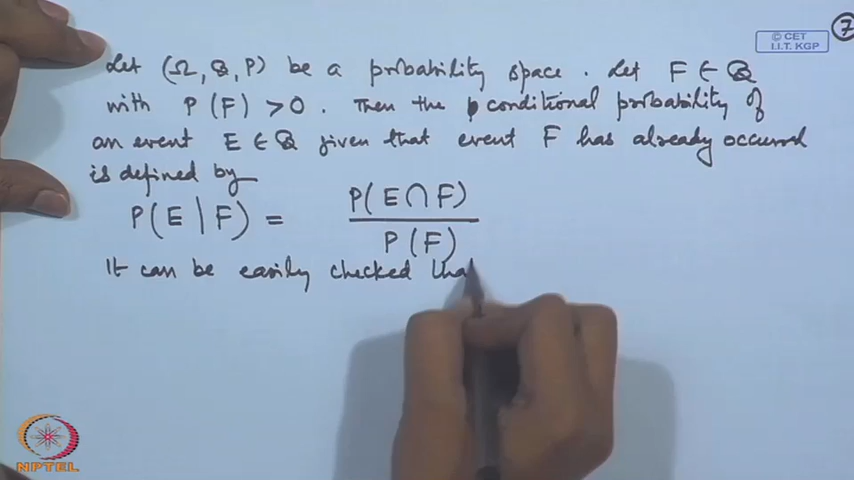 7
© CET
I.I.T. KGP
Let (Ω, 𝓑, P) be a probability space. Let F ∈ 𝓑
with P(F) > 0. Then the conditional probability of
an event E ∈ 𝓑 given that event F has already occurred
is defined by
P(E | F) = P(E ∩ F)
P(F)
It can be easily checked tha
NPTEL